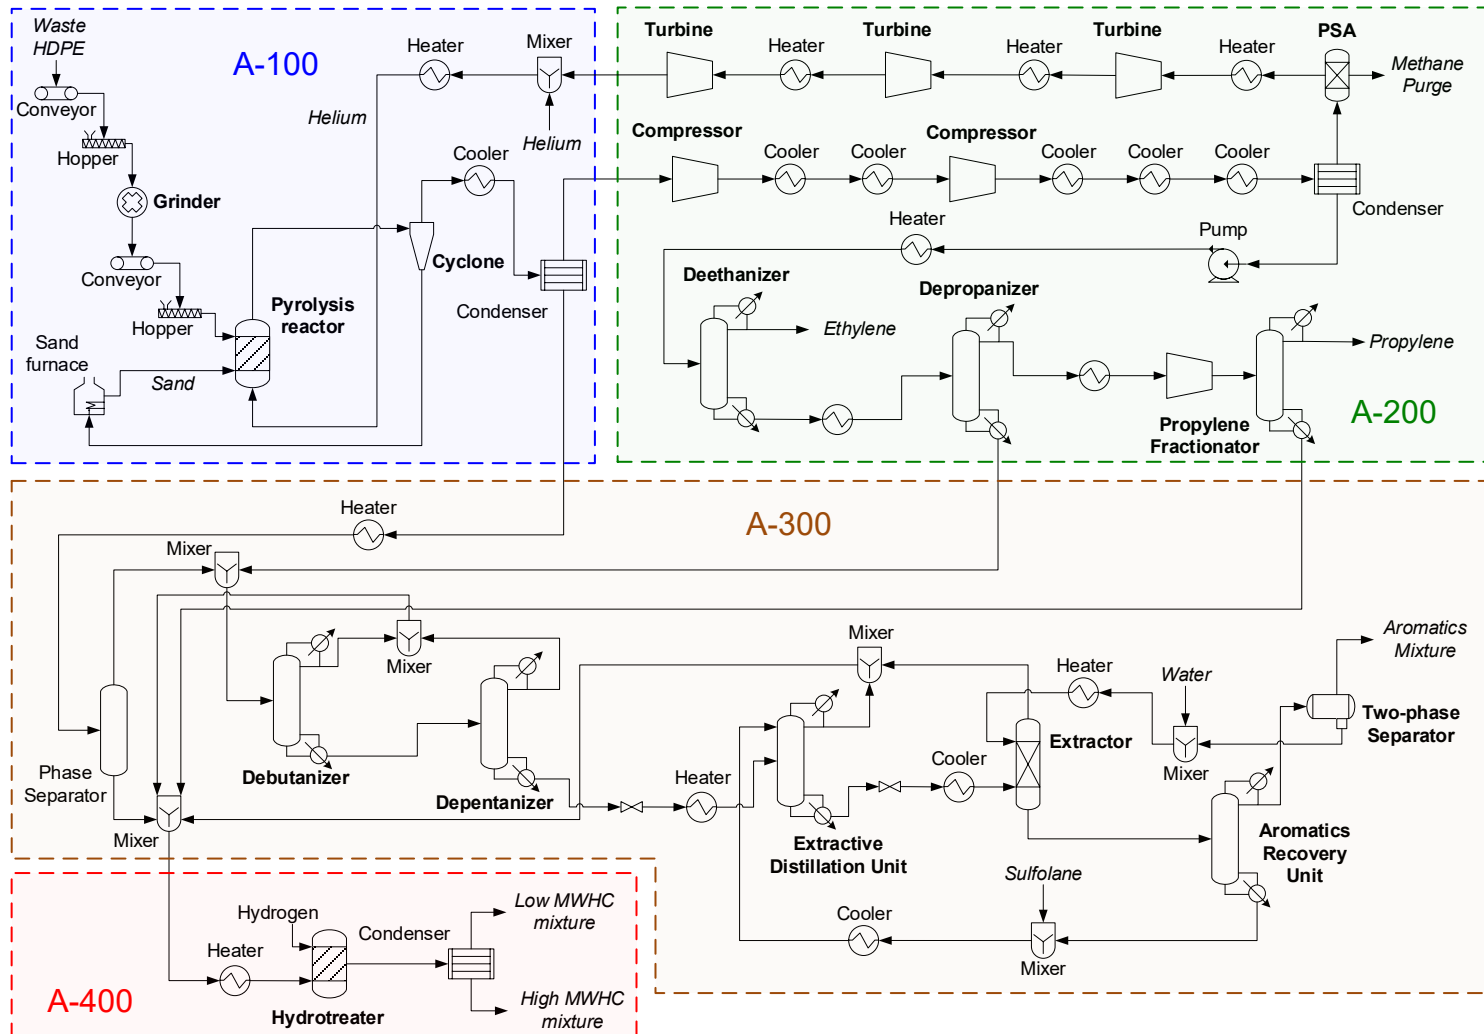 Waste
HDPE
A-100
Heater
Mixer
Conveyor
Helium
Helium
Hopper
Cooler
Grinder
Conveyor
Cyclone
Hopper
Pyrolysis
reactor
Condenser
Sand
furnace
Sand
Turbine
Heater
Turbine
Heater
Turbine
Heater
PSA
Methane
Purge
Compressor
Cooler
Cooler
Compressor
Cooler
Cooler
Cooler
Condenser
Heater
Pump
Deethanizer
Depropanizer
Ethylene
Propylene
Propylene
Fractionator
A-200
Heater
A-300
Mixer
Mixer
Mixer
Heater
Water
Aromatics
Mixture
Two-phase
Separator
Phase
Separator
Debutanizer
Depentanizer
Heater
Cooler
Extractor
Mixer
Mixer
Extractive
Distillation Unit
Aromatics
Recovery
Unit
Sulfolane
Cooler
Mixer
Hydrogen
Heater
Condenser
Low MWHC
mixture
A-400
Hydrotreater
High MWHC
mixture